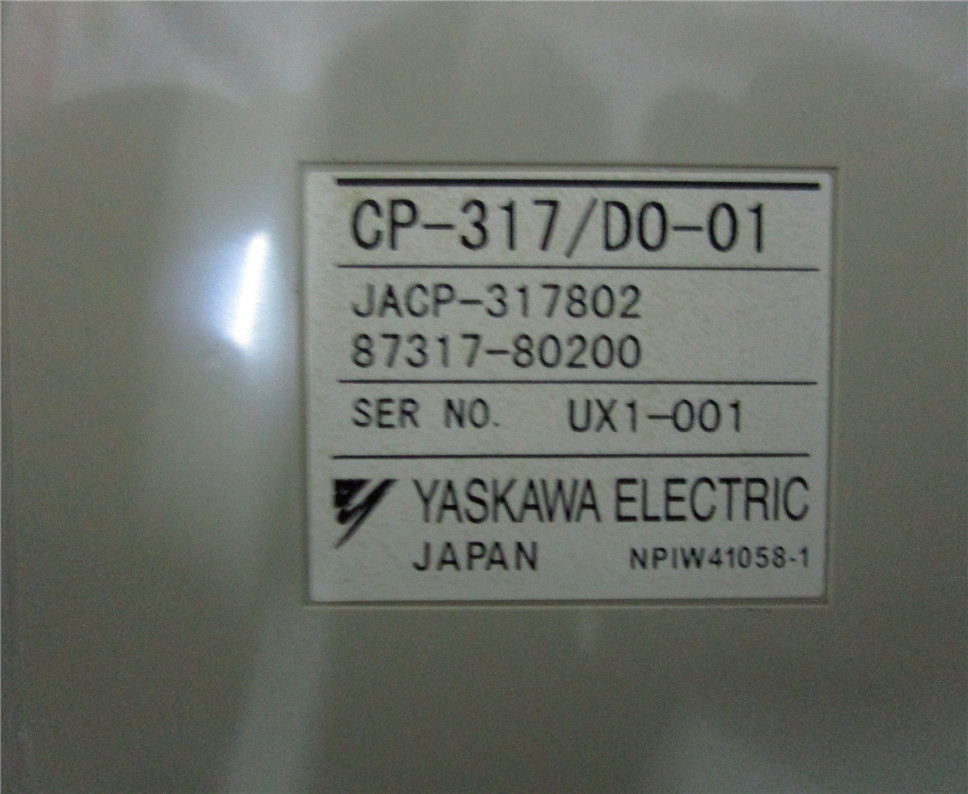 CP-317/DO-01
JACP-317802
87317-80200
SER NO. UX1-001
YASKAWA ELECTRIC
JAPAN NPIW41058-1